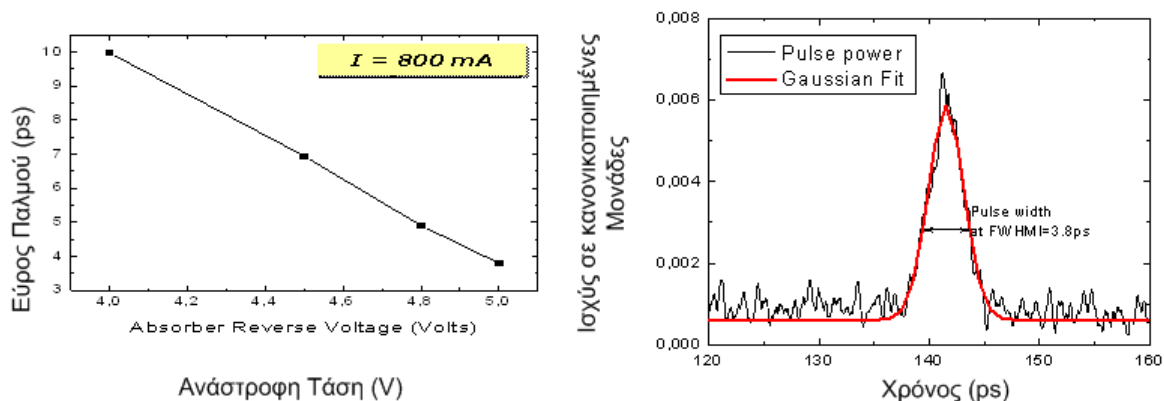 Εύρος Παλμού (ps)
I = 800 mA
10
9
8
7
6
5
4
3
4,0 4,2 4,4 4,6 4,8 5,0
Absorber Reverse Voltage (Volts)
Ανάστροφη Τάση (V)
Ισχύς σε κανονικοποιημένες
Μονάδες
0,008
0,006
0,004
0,002
0,000
Pulse power
Gaussian Fit
Pulse width
at FWHMI=3.8ps
120 130 140 150 160
Χρόνος (ps)